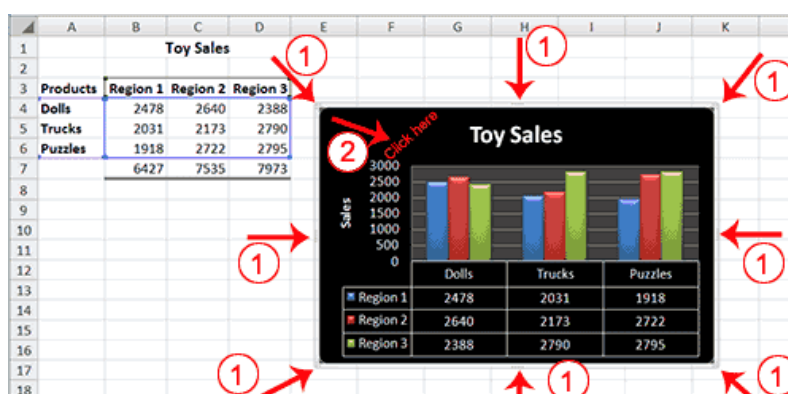 A B C D E F G H I J K
1 Toy Sales
2
3 Products Region 1 Region 2 Region 3
4 Dolls 2478 2640 2388
5 Trucks 2031 2173 2790
6 Puzzles 1918 2722 2795
7 6427 7535 7973
8
9
10
11
12
13
14
15
16
17
18
1
1
1
2 Click here
Toy Sales
Sales
3000
2500
2000
1500
1000
500
0
1
1
Dolls Trucks Puzzles
Region 1 2478 2031 1918
Region 2 2640 2173 2722
Region 3 2388 2790 2795
1
1
1